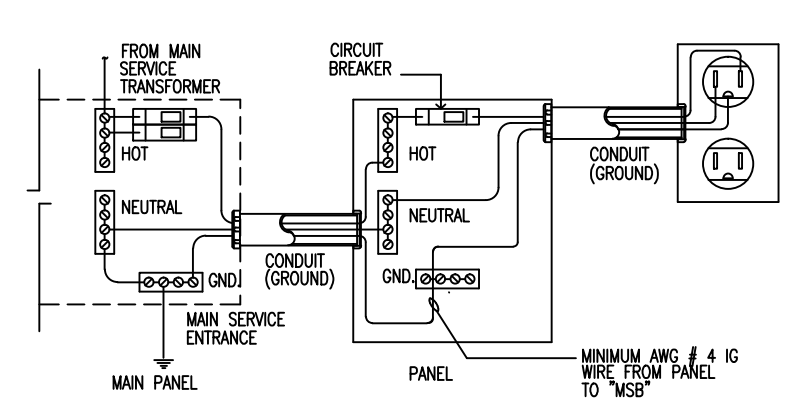 FROM MAIN
SERVICE
TRANSFORMER
CIRCUIT
BREAKER
HOT
NEUTRAL
GND.
CONDUIT
(GROUND)
MAIN SERVICE
ENTRANCE
MAIN PANEL
HOT
NEUTRAL
GND.
PANEL
CONDUIT
(GROUND)
MINIMUM AWG # 4 IG
WIRE FROM PANEL
TO "MSB"